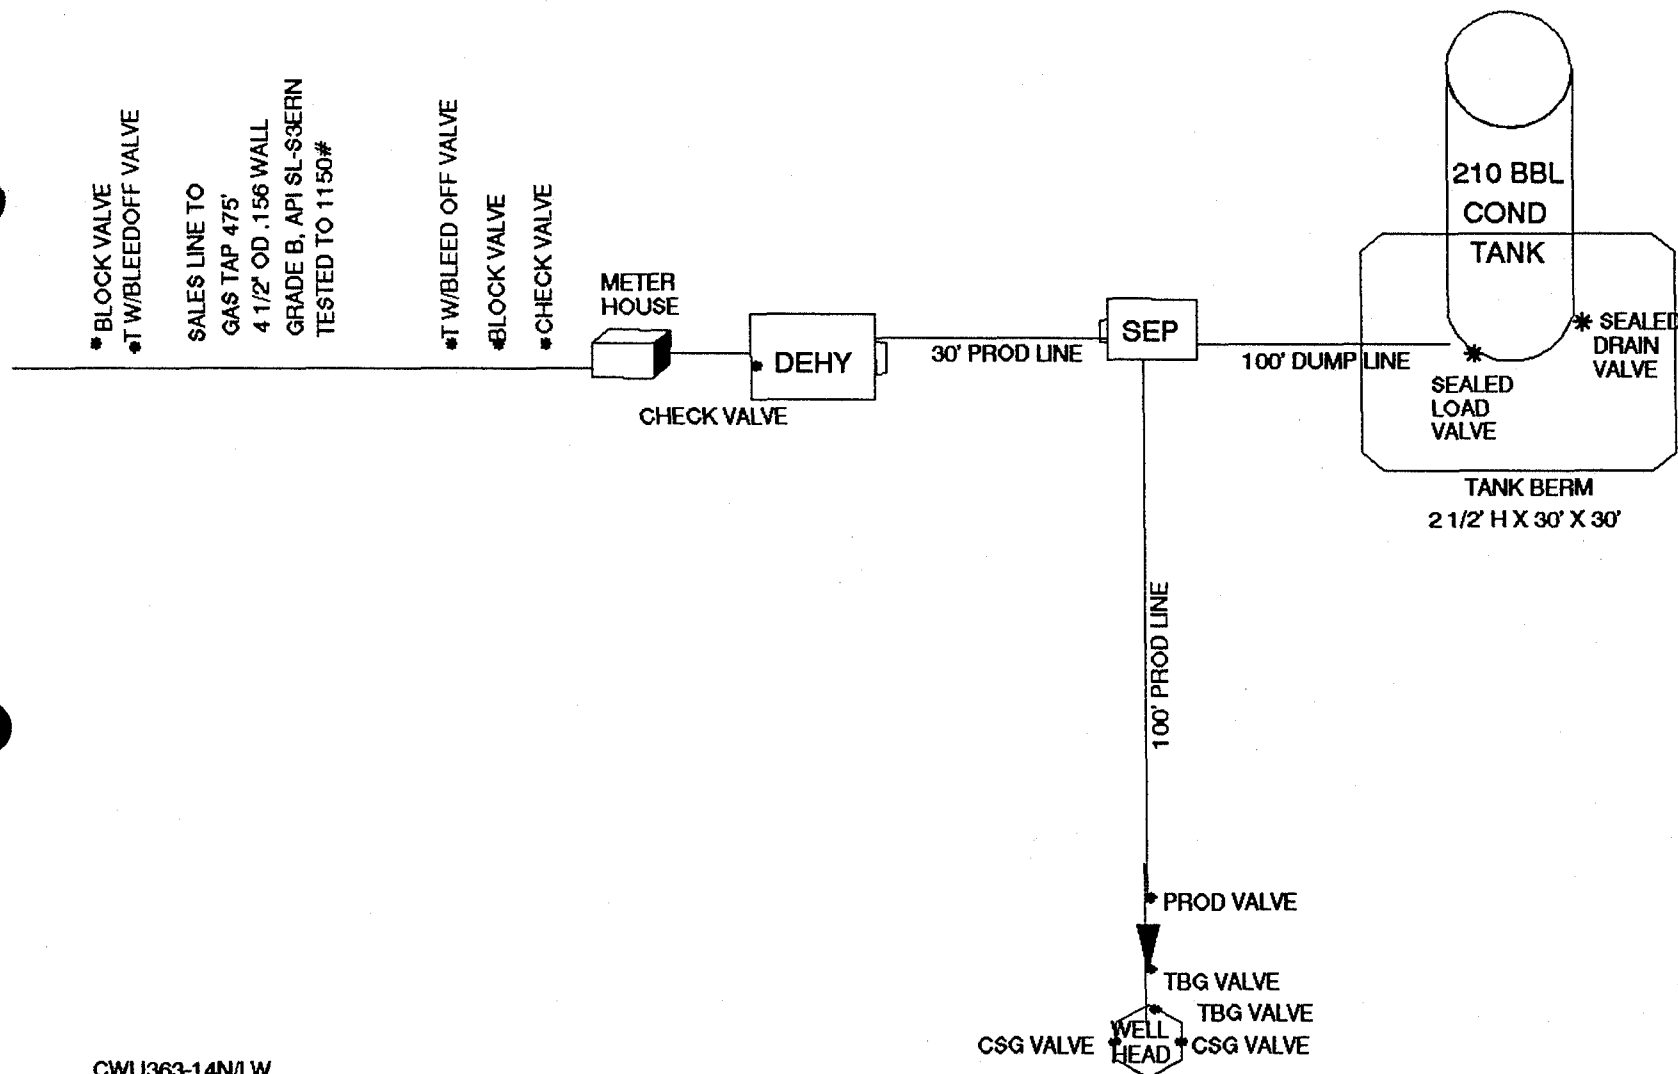 BLOCK VALVE
T W/BLEEDOFF VALVE
SALES LINE TO
GAS TAP 475'
4 1/2" OD .156 WALL
GRADE B, API SL-S3ERN
TESTED TO 1150#
T W/BLEED OFF VALVE
BLOCK VALVE
CHECK VALVE
METER
HOUSE
DEHY
CHECK VALVE
30' PROD LINE
SEP
100' DUMP LINE
210 BBL
COND
TANK
SEALED
DRAIN
VALVE
SEALED
LOAD
VALVE
TANK BERM
2 1/2' H X 30' X 30'
100' PROD LINE
PROD VALVE
TBG VALVE
TBG VALVE
CSG VALVE
WELL
HEAD
CSG VALVE
CWU363-14N/LW